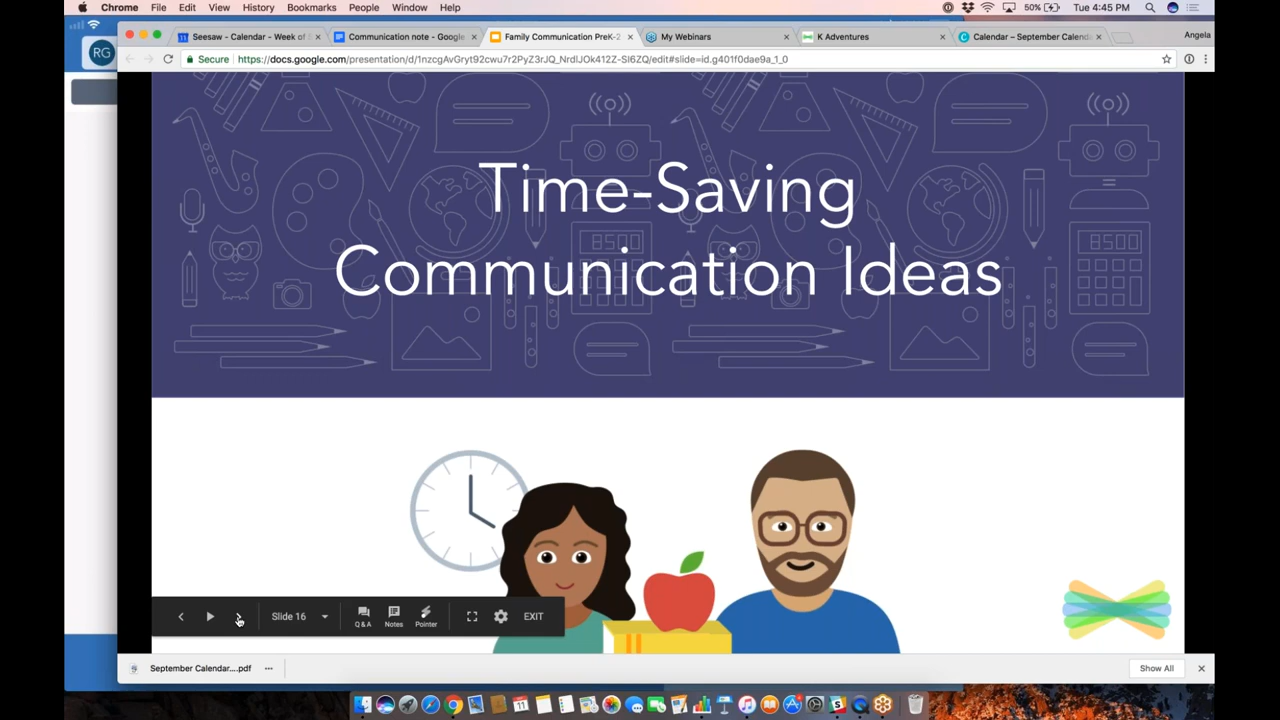 Chrome File Edit View History Bookmarks People Window Help 50% Tue 4:45 PM
RG
Seesaw - Calendar - Week of S
Communication note - Google
Family Communication PreK-2
My Webinars
K Adventures
Calendar – September Calenda
Angela
Secure https://docs.google.com/presentation/d/1nzcgAvGryt92cwu7r2PyZ3rJQ_NrdlJOk412Z-SI6ZQ/edit#slide=id.g401f0dae9a_1_0
Time-Saving
Communication Ideas
Slide 16
Q & A
Notes
Pointer
EXIT
September Calendar....pdf
Show All